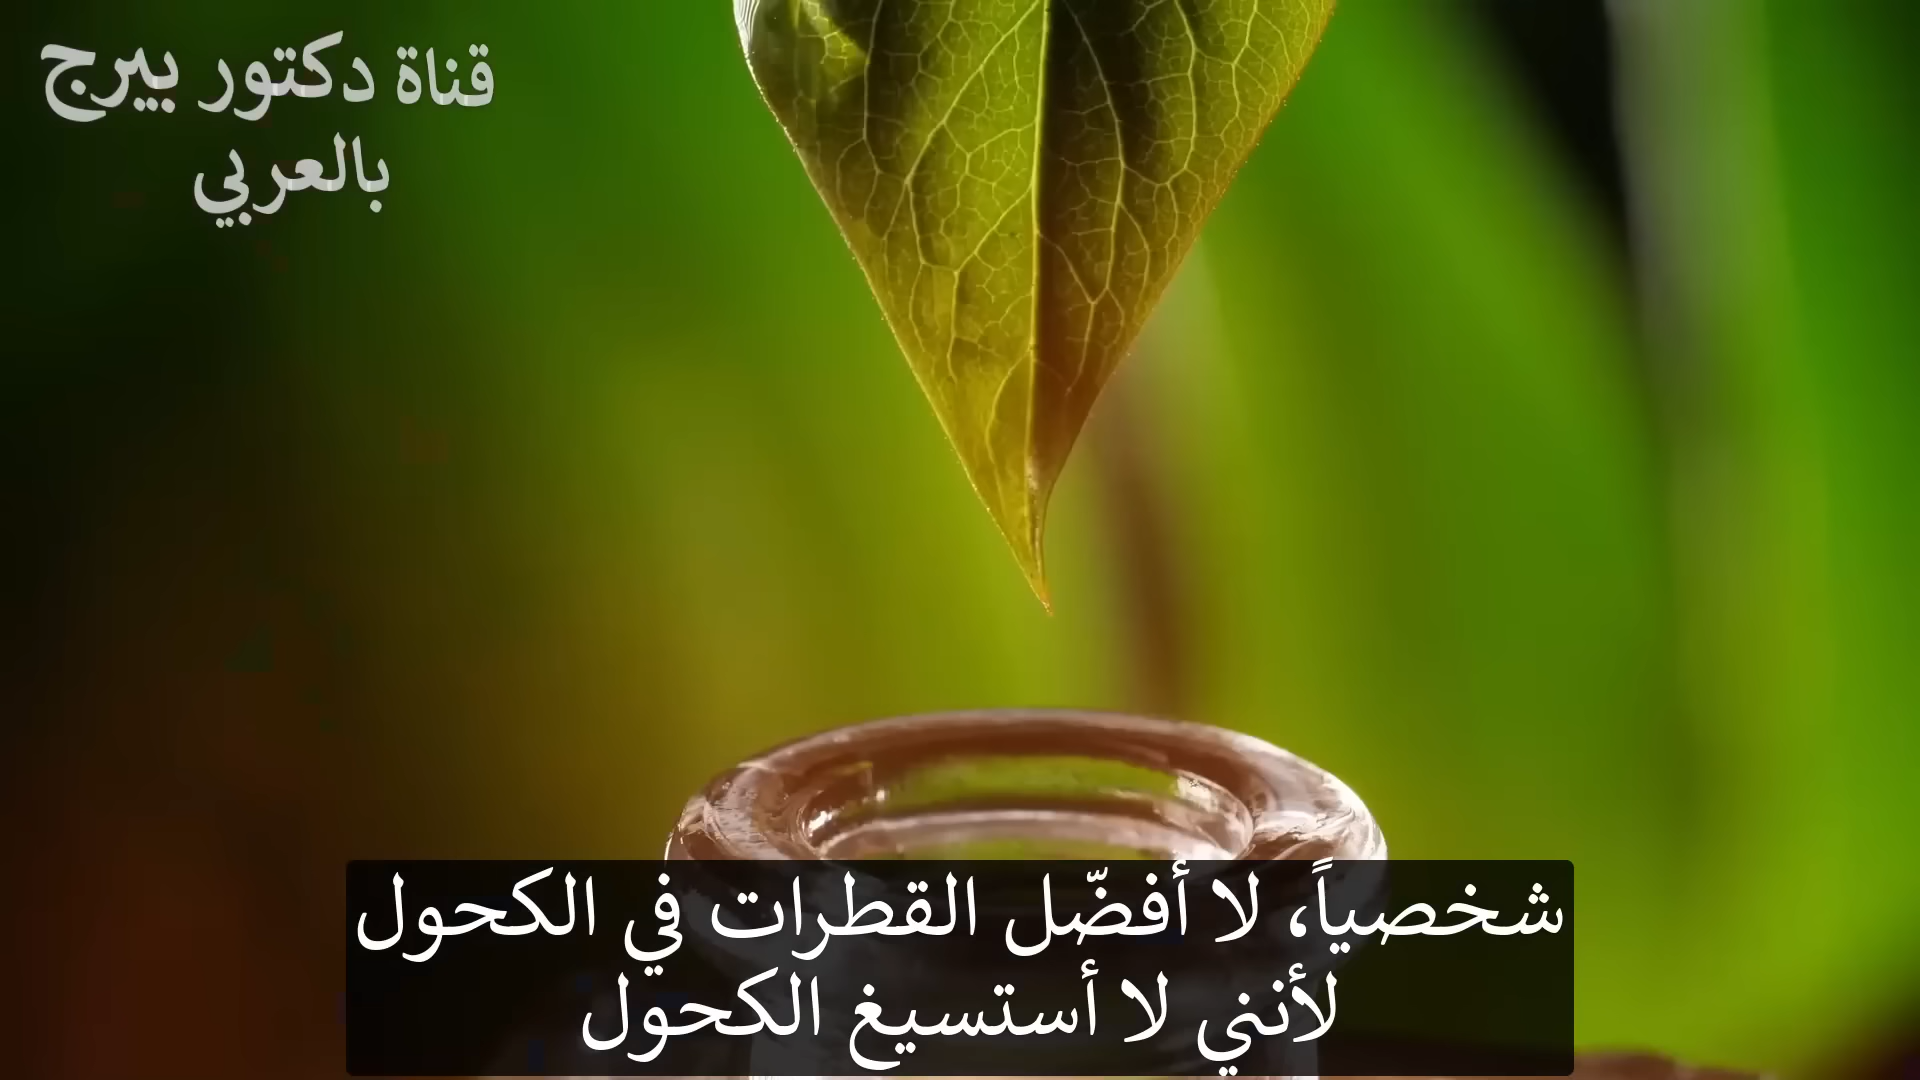 قناة دكتور بيرج
بالعربي
شخصياً، لا أفضّل القطرات في الكحول
لأنني لا أستسيغ الكحول